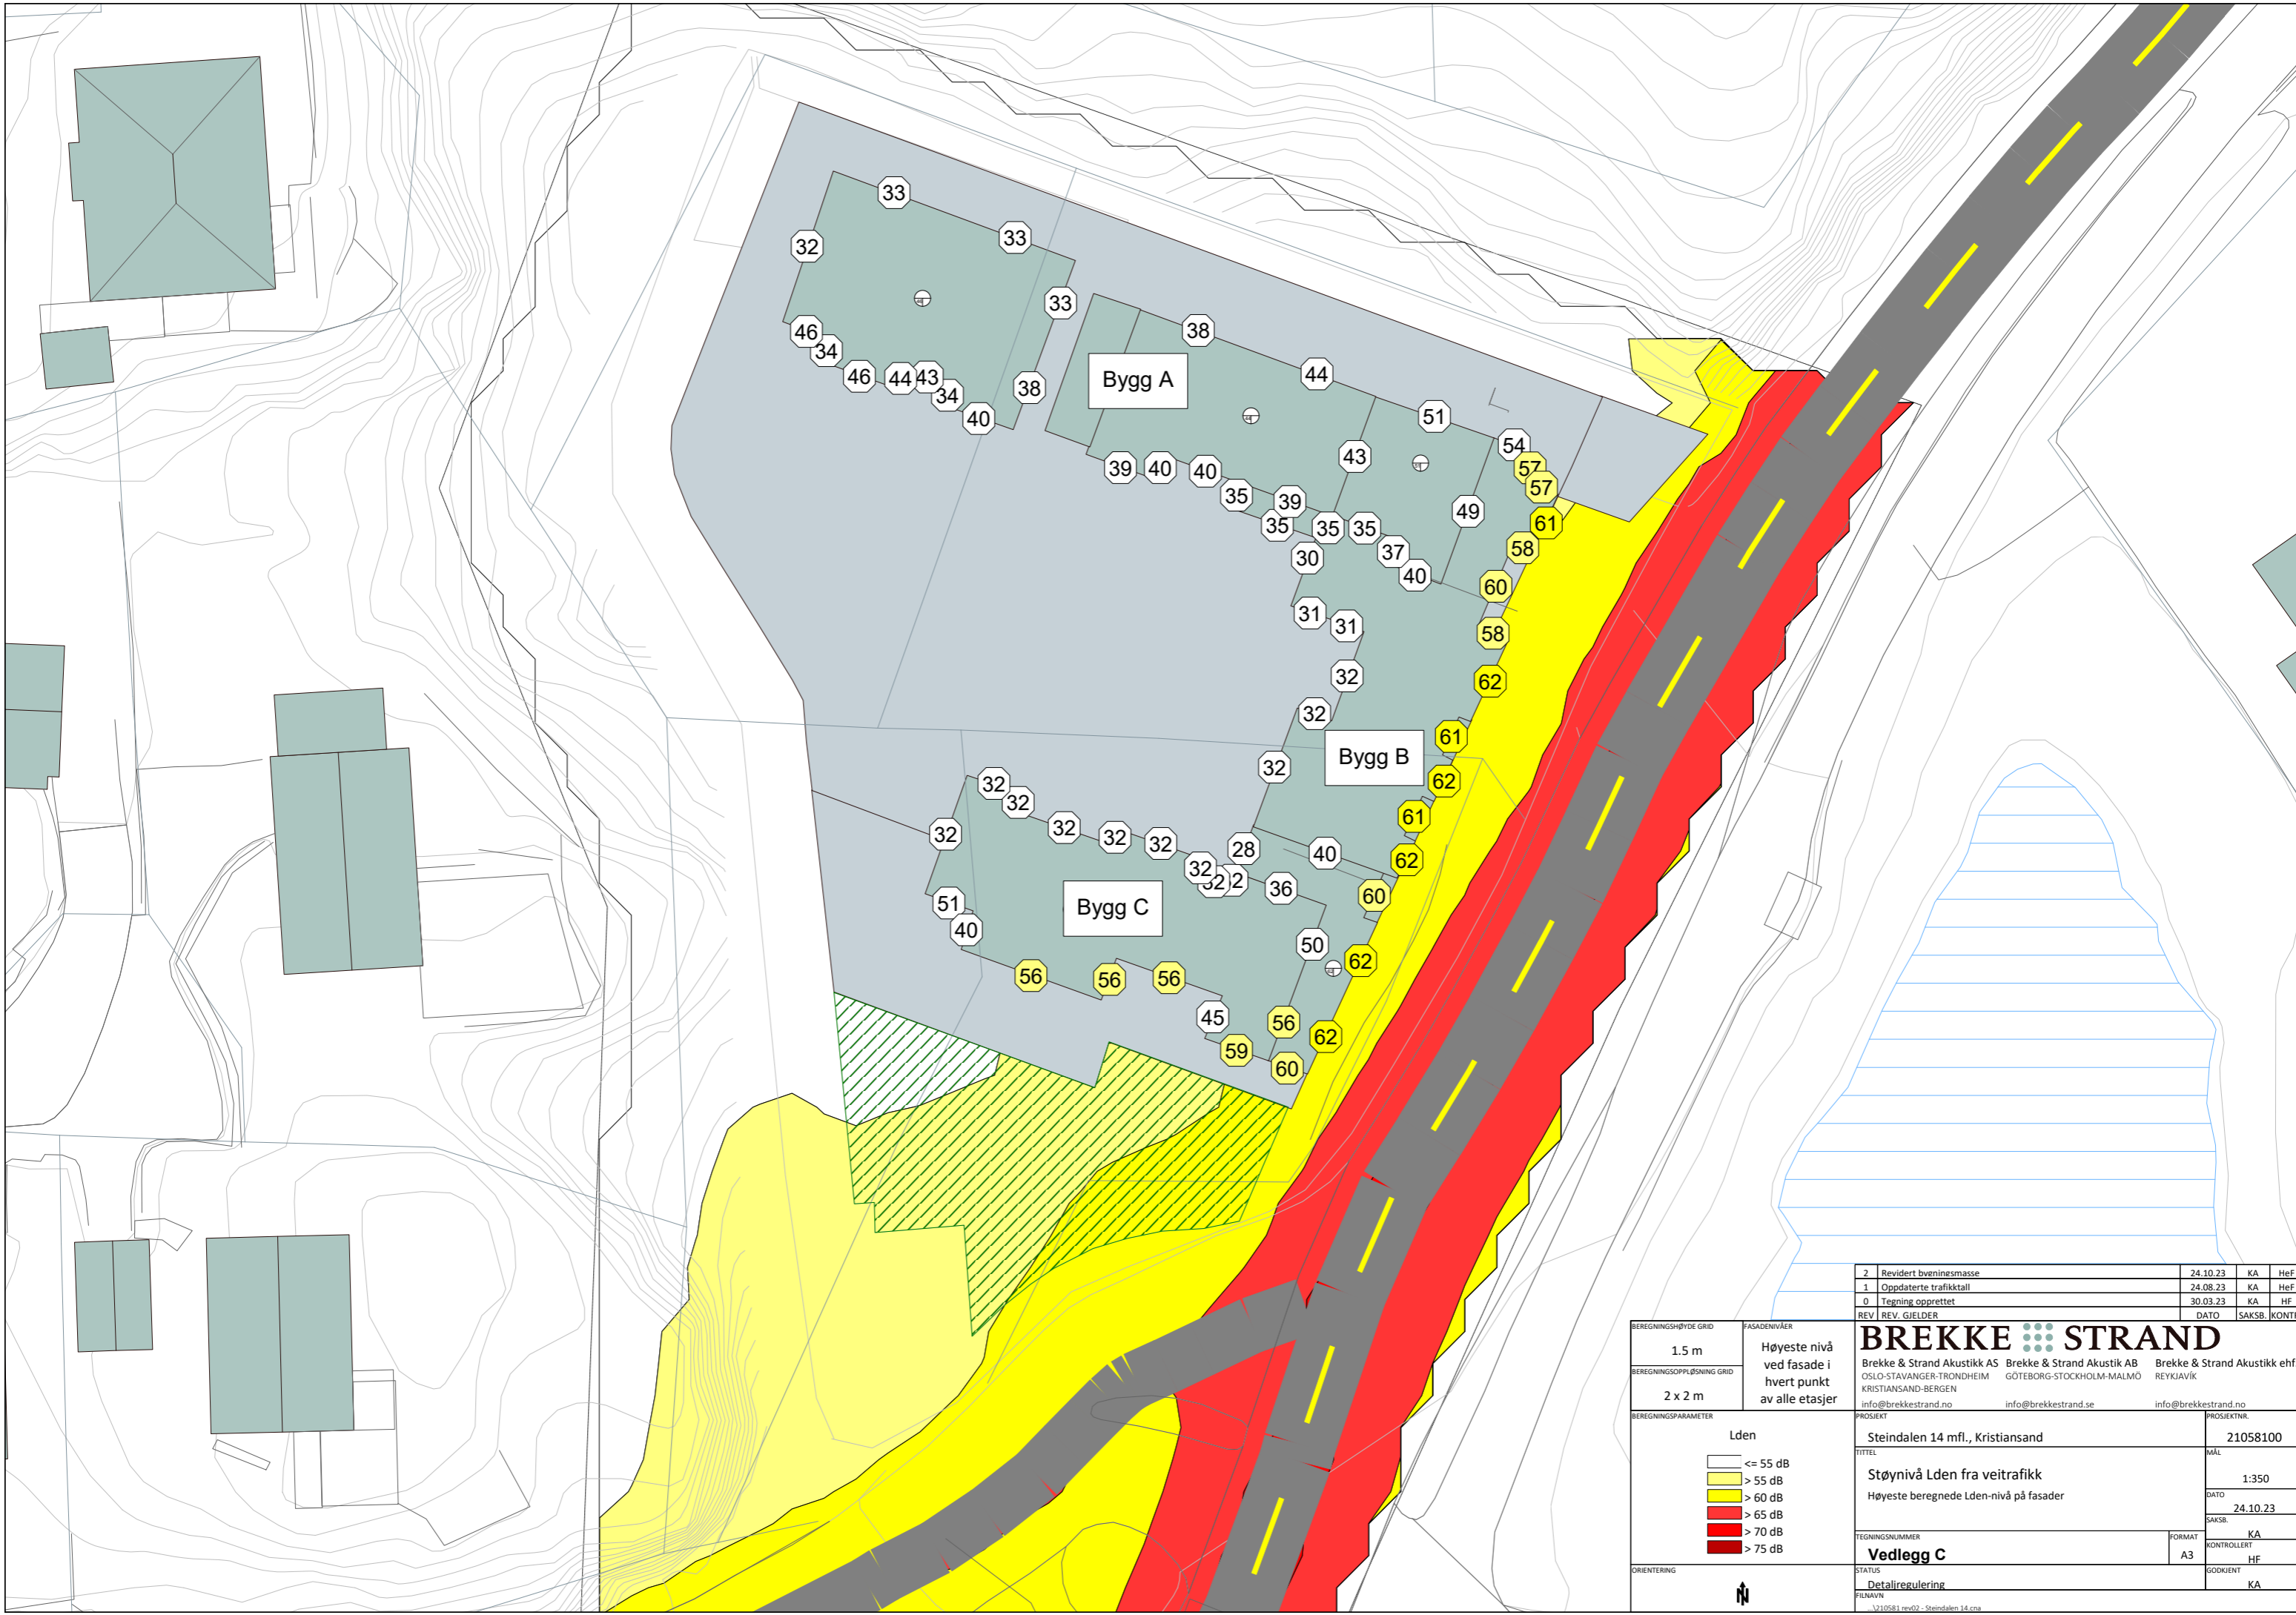 33
33
32
33
46
34
46
44
43
34
40
38
38
Bygg A
44
51
54
57
57
43
39
40
40
35
39
35
35
35
49
61
58
37
30
40
60
31
31
58
32
62
32
61
Bygg B
32
62
32
32
61
32
32
32
32
28
40
62
32
32
36
60
51
Bygg C
40
50
62
56
56
56
45
56
62
59
60
2 Revidert bygningsmasse 24.10.23 KA HeF
1 Oppdaterte trafikktall 24.08.23 KA HeF
0 Tegning opprettet 30.03.23 KA HF
REV REV. GJELDER DATO SAKSB.
BEREGNINGSHØYDE GRID
1.5 m
BEREGNINGSOPPLØSNING GRID
2 x 2 m
FASADENIVÅER
Høyeste nivå
ved fasade i
hvert punkt
av alle etasjer
BREKKE STRAND
Brekke & Strand Akustikk AS Brekke & Strand Akustik AB Brekke & Strand Akustikk ehf
OSLO-STAVANGER-TRONDHEIM GÖTEBORG-STOCKHOLM-MALMÖ REYKJAVÍK
KRISTIANSAND-BERGEN
info@brekkestrand.no info@brekkestrand.se info@brekkestrand.no
BEREGNINGSPARAMETER
Lden
<= 55 dB
> 55 dB
> 60 dB
> 65 dB
> 70 dB
> 75 dB
ORIENTERING
N
PROSJEKT
Steindalen 14 mfl., Kristiansand
PROSJEKTNR.
21058100
TITTEL
Støynivå Lden fra veitrafikk
Høyeste beregnede Lden-nivå på fasader
MÅL
1:350
DATO
24.10.23
SAKSB.
KA
TEGNINGSNUMMER
Vedlegg C
FORMAT
A3
KONTROLLERT
HF
STATUS
Detaljregulering
GODKJENT
KA
FILNAVN
...\210581 rev02 - Steindalen 14.cna